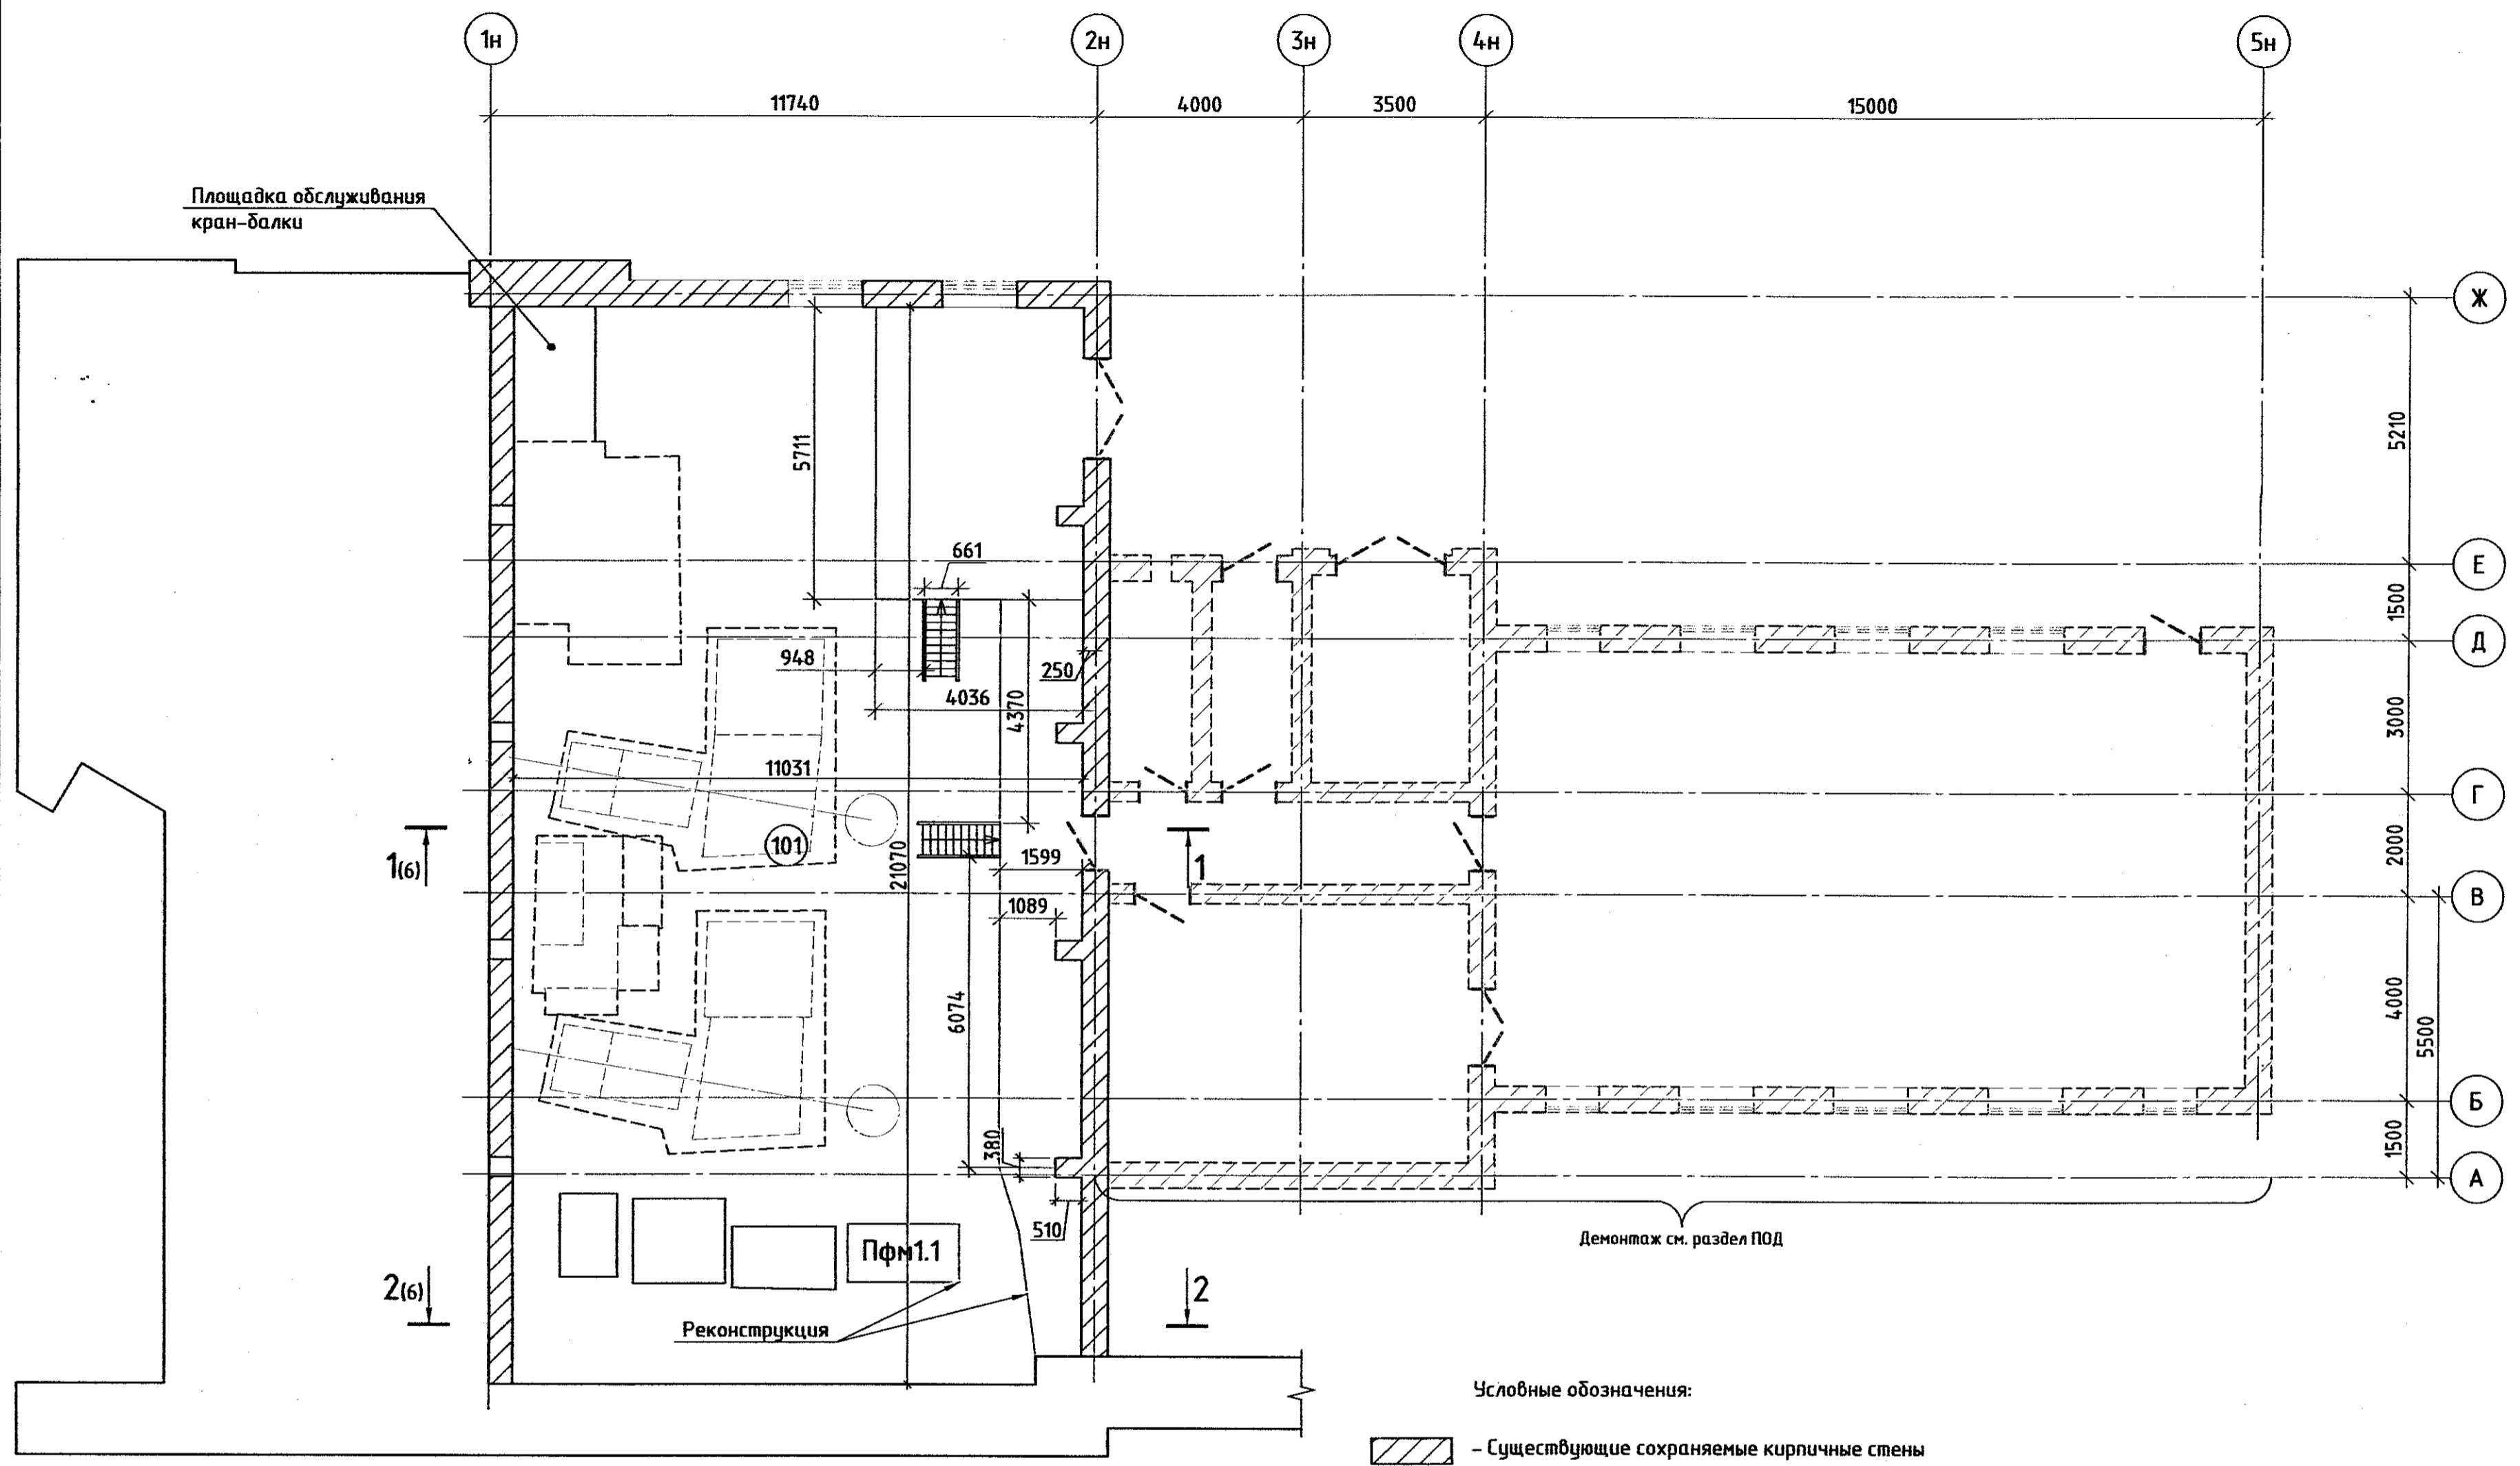 1н
2н
3н
4н
5н
11740
4000
3500
15000
Площадка обслуживания
кран-балки
Ж
5711
5210
661
Е
1500
948
250
Д
4036
4370
3000
11031
Г
101
1(6)
21070
1599
1
2000
1089
В
6074
4000
5500
380
Б
1500
А
510
Пфм1.1
Демонтаж см. раздел ПОД
2(6)
2
Реконструкция
Условные обозначения:
- Существующие сохраняемые кирпичные стены